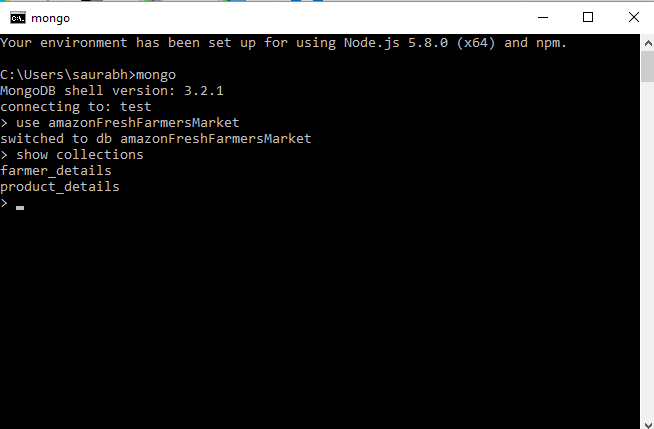 mongo
Your environment has been set up for using Node.js 5.8.0 (x64) and npm.
C:\Users\saurabh>mongo
MongoDB shell version: 3.2.1
connecting to: test
> use amazonFreshFarmersMarket
switched to db amazonFreshFarmersMarket
> show collections
farmer_details
product_details
>